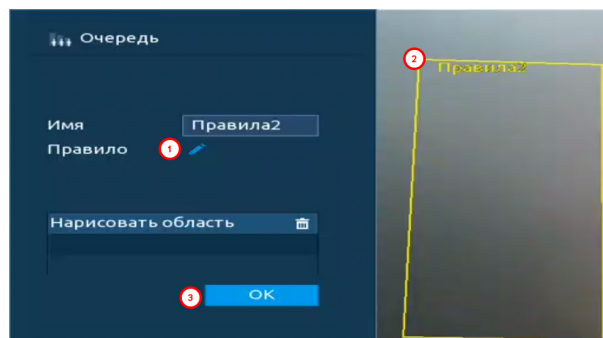 Очередь
Имя
Правила2
Правило
1
Нарисовать область
OK
3
2
Правила2